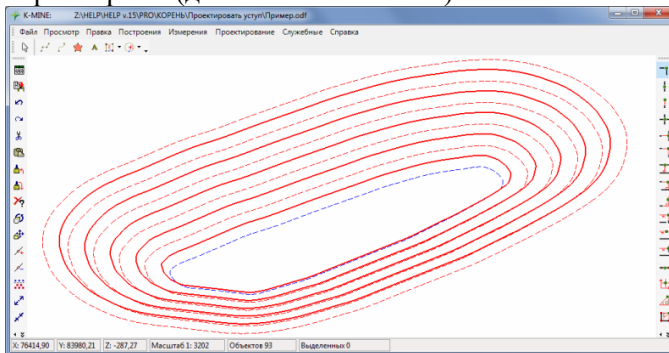 K-MINE: Z:\HELP\HELP v.15\PRO\КОРЕНЬ\Проектировать уступ\Пример.odf
Файл Просмотр Правка Построения Измерения Проектирование Служебные Справка
X: 76414,90 Y: 83980,21 Z: -287,27 Масштаб 1: 3202 Объектов 93 Выделенных 0